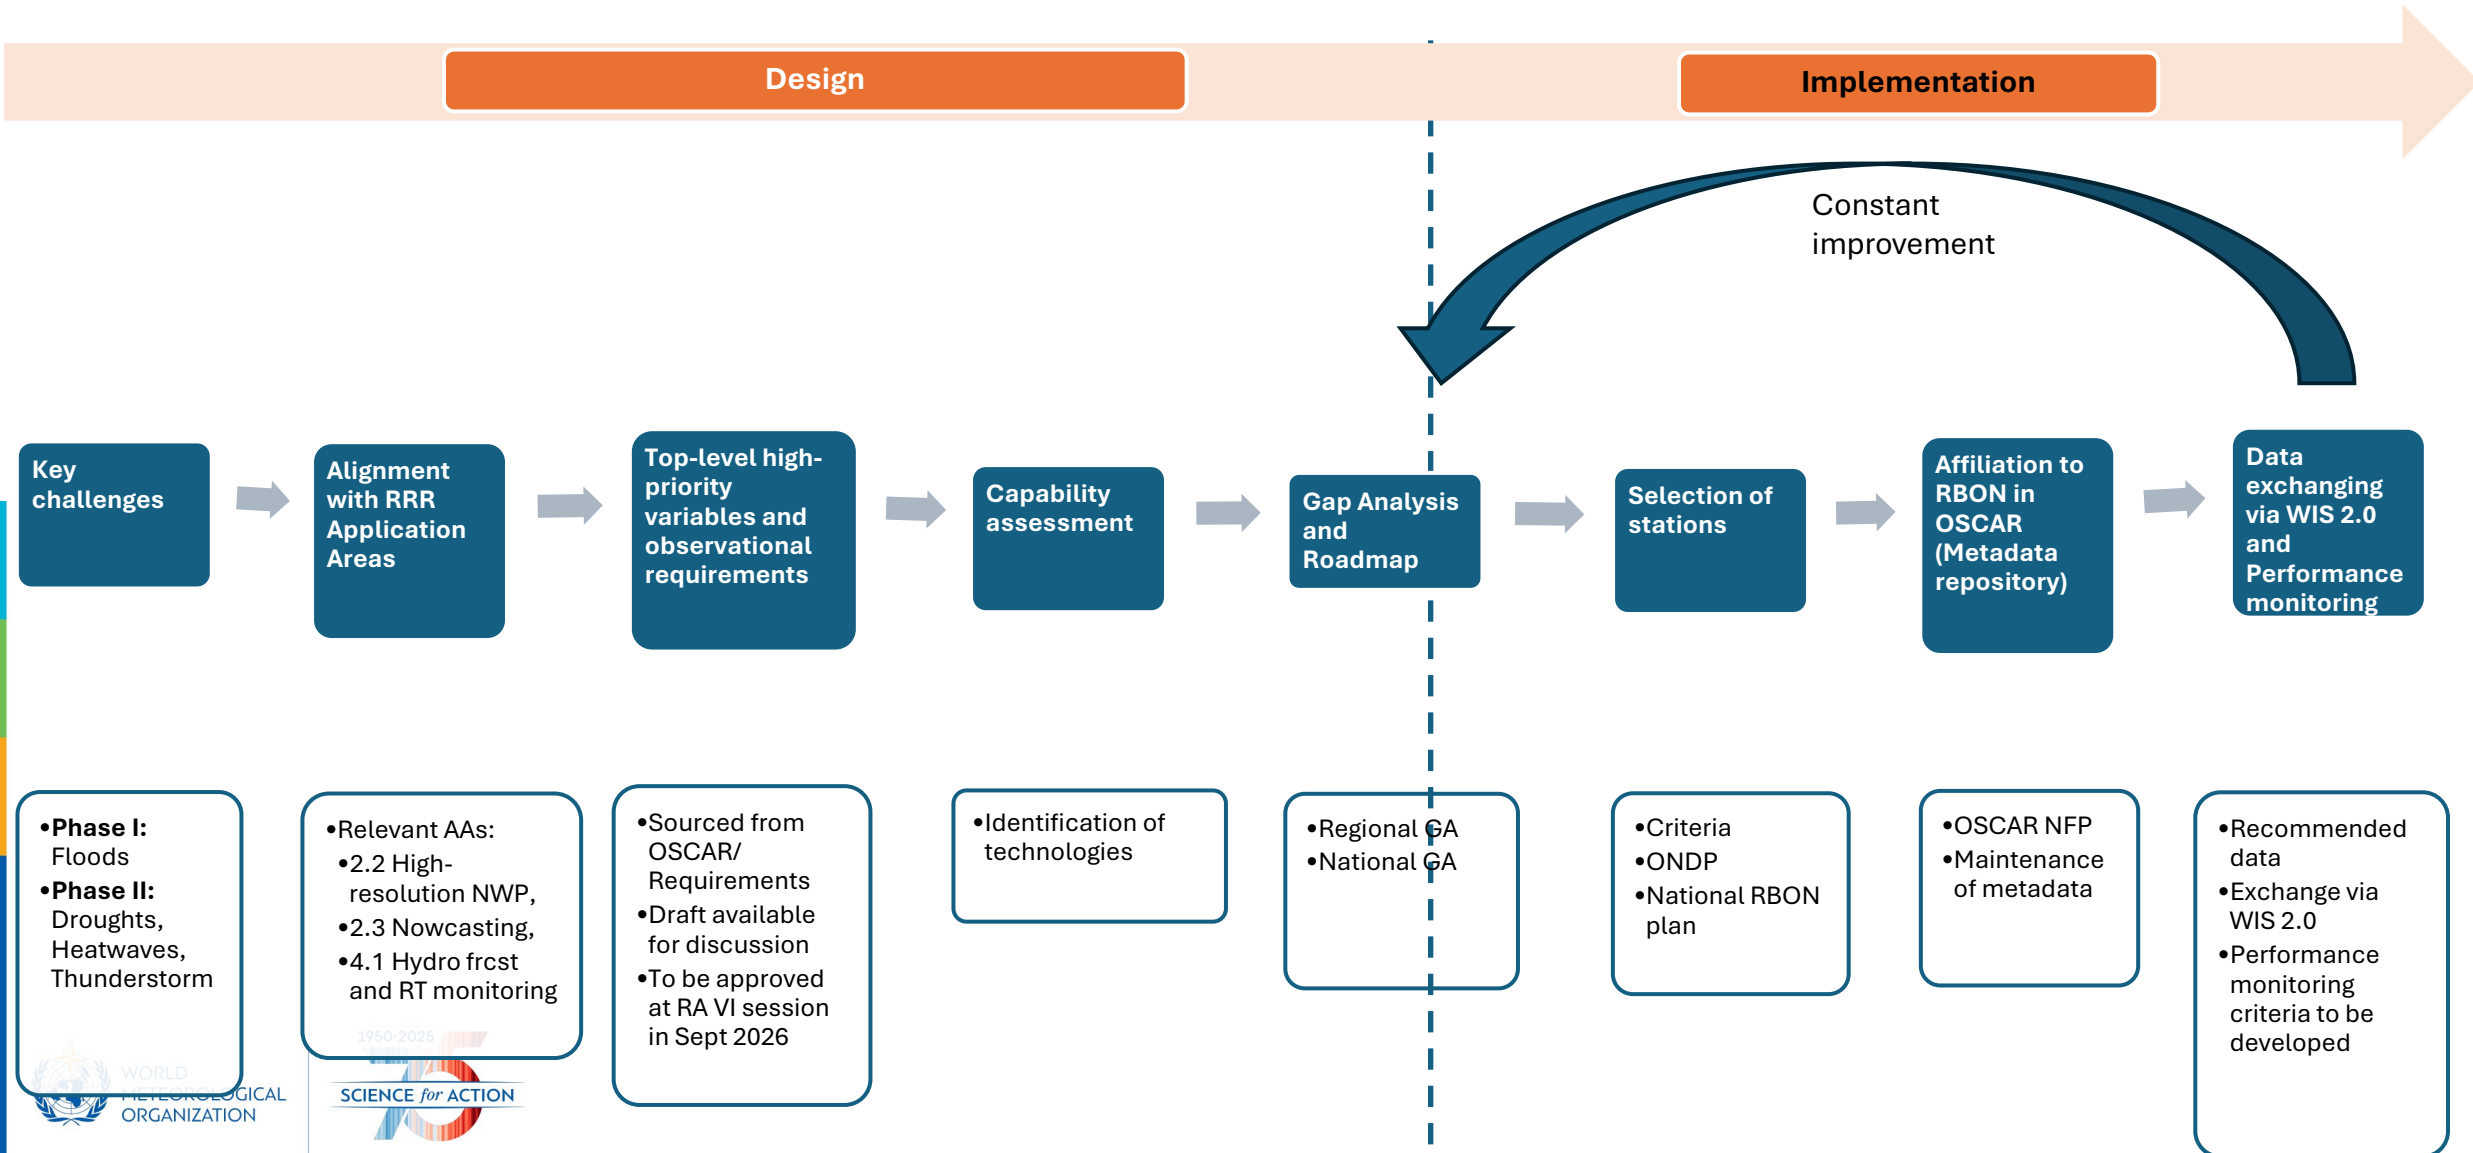 Design
Implementation
Constant
improvement
Key
challenges
Alignment
with RRR
Application
Areas
Top-level high-
priority
variables and
observational
requirements
Capability
assessment
Gap Analysis
and
Roadmap
Selection of
stations
Affiliation to
RBON in
OSCAR
(Metadata
repository)
Data
exchanging
via WIS 2.0
and
Performance
monitoring
•Phase I:
Floods
•Phase II:
Droughts,
Heatwaves,
Thunderstorm
•Relevant AAs:
•2.2 High-
resolution NWP,
•2.3 Nowcasting,
•4.1 Hydro frcst
and RT monitoring
•Sourced from
OSCAR/
Requirements
•Draft available
for discussion
•To be approved
at RA VI session
in Sept 2026
•Identification of
technologies
•Regional GA
•National GA
•Criteria
•ONDP
•National RBON
plan
•OSCAR NFP
•Maintenance
of metadata
•Recommended
data
•Exchange via
WIS 2.0
•Performance
monitoring
criteria to be
developed
WORLD
METEOROLOGICAL
ORGANIZATION
1950-2025
75
SCIENCE for ACTION